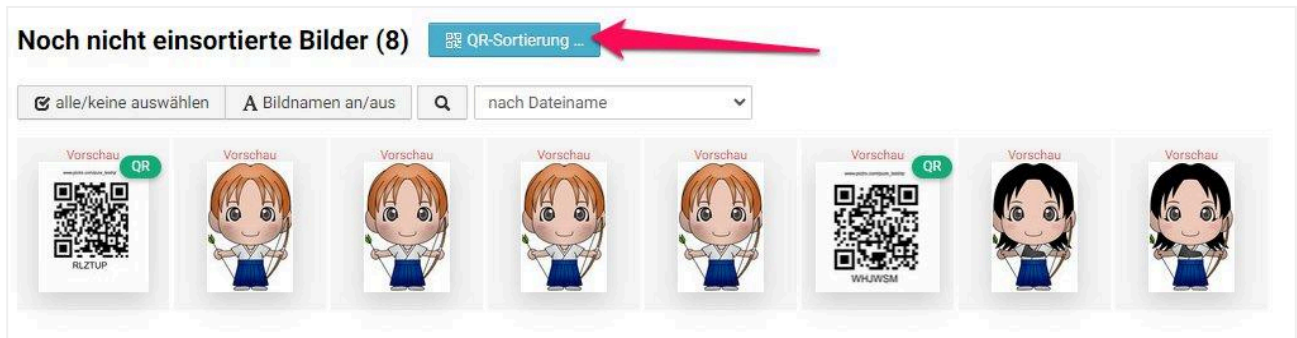 Noch nicht einsortierte Bilder (8)
QR-Sortierung ...
alle/keine auswählen
A Bildnamen an/aus
nach Dateiname
Vorschau
QR
RLZTUP
Vorschau
Vorschau
Vorschau
Vorschau
Vorschau
QR
WHJWSM
Vorschau
Vorschau